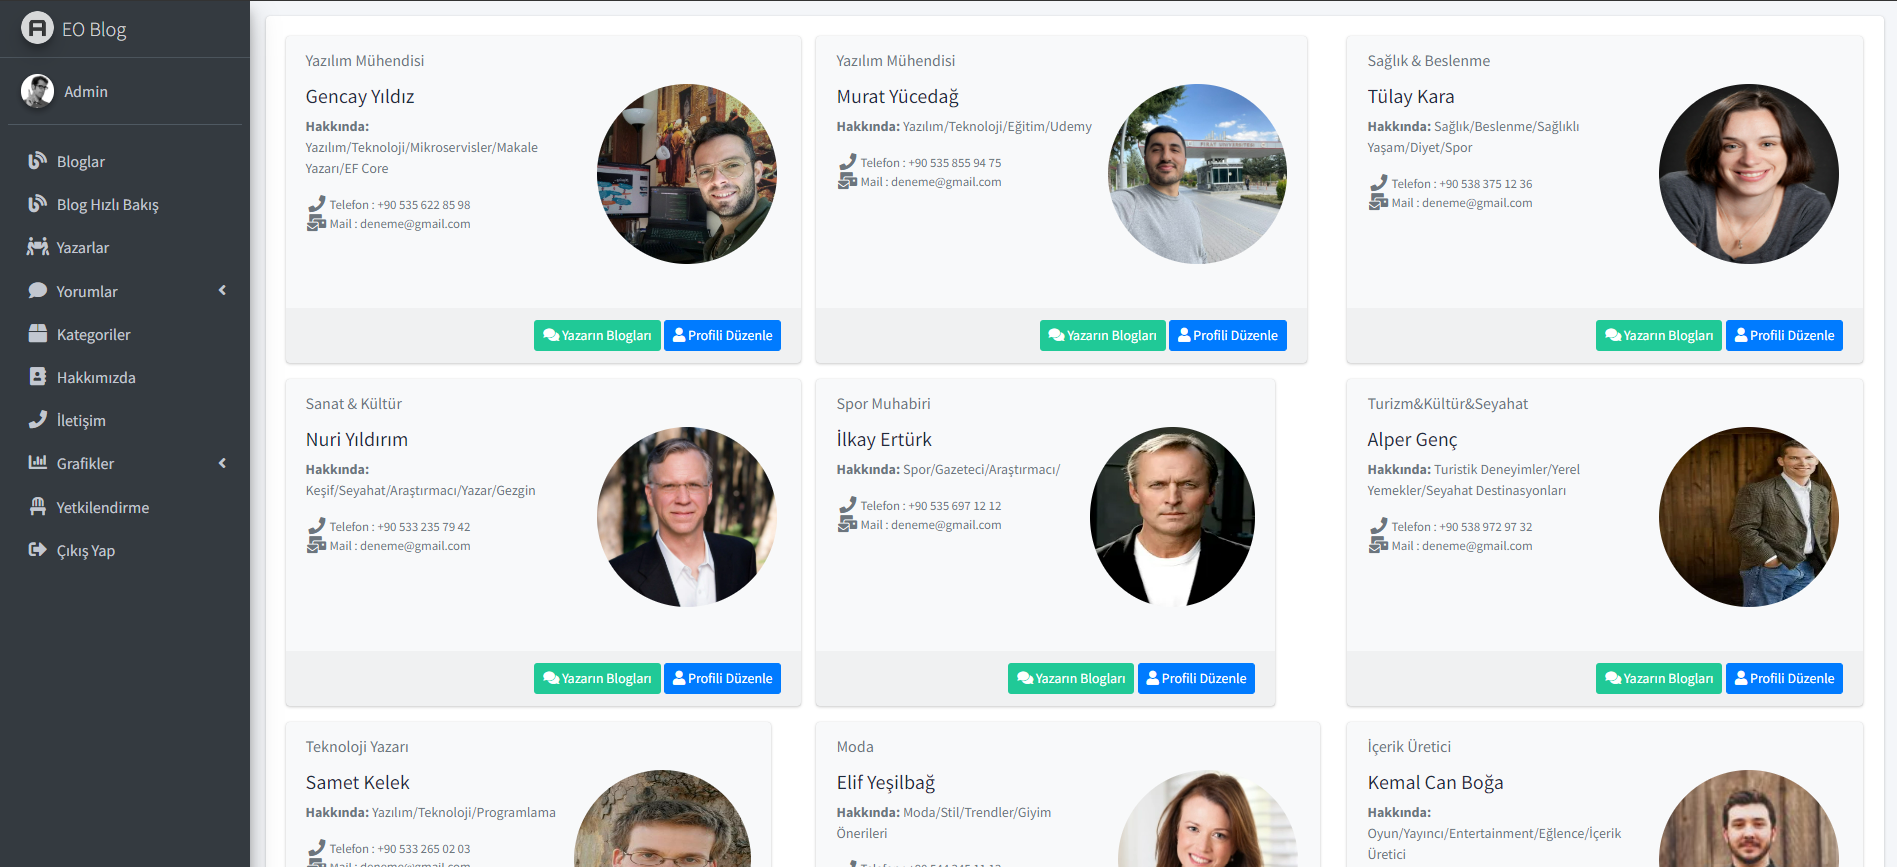 EO Blog
Admin
Bloglar
Blog Hızlı Bakış
Yazarlar
Yorumlar
Kategoriler
Hakkımızda
İletişim
Grafikler
Yetkilendirme
Çıkış Yap
Yazılım Mühendisi
Gencay Yıldız
Hakkında:
Yazılım/Teknoloji/Mikroservisler/Makale
Yazarı/EF Core
Telefon : +90 535 622 85 98
Mail : deneme@gmail.com
Yazarın Blogları
Profili Düzenle
Yazılım Mühendisi
Murat Yücedağ
Hakkında: Yazılım/Teknoloji/Eğitim/Udemy
Telefon : +90 535 855 94 75
Mail : deneme@gmail.com
Yazarın Blogları
Profili Düzenle
Sağlık & Beslenme
Tülay Kara
Hakkında: Sağlık/Beslenme/Sağlıklı
Yaşam/Diyet/Spor
Telefon : +90 538 375 12 36
Mail : deneme@gmail.com
Yazarın Blogları
Profili Düzenle
Sanat & Kültür
Nuri Yıldırım
Hakkında:
Keşif/Seyahat/Araştırmacı/Yazar/Gezgin
Telefon : +90 533 235 79 42
Mail : deneme@gmail.com
Yazarın Blogları
Profili Düzenle
Spor Muhabiri
İlkay Ertürk
Hakkında: Spor/Gazeteci/Araştırmacı/
Telefon : +90 535 697 12 12
Mail : deneme@gmail.com
Yazarın Blogları
Profili Düzenle
Turizm&Kültür&Seyahat
Alper Genç
Hakkında: Turistik Deneyimler/Yerel
Yemekler/Seyahat Destinasyonları
Telefon : +90 538 972 97 32
Mail : deneme@gmail.com
Yazarın Blogları
Profili Düzenle
Teknoloji Yazarı
Samet Kelek
Hakkında: Yazılım/Teknoloji/Programlama
Telefon : +90 533 265 02 03
Mail : deneme@gmail.com
Moda
Elif Yeşilbağ
Hakkında: Moda/Stil/Trendler/Giyim
Önerileri
İçerik Üretici
Kemal Can Boğa
Hakkında:
Oyun/Yayıncı/Entertainment/Eğlence/İçerik
Üretici